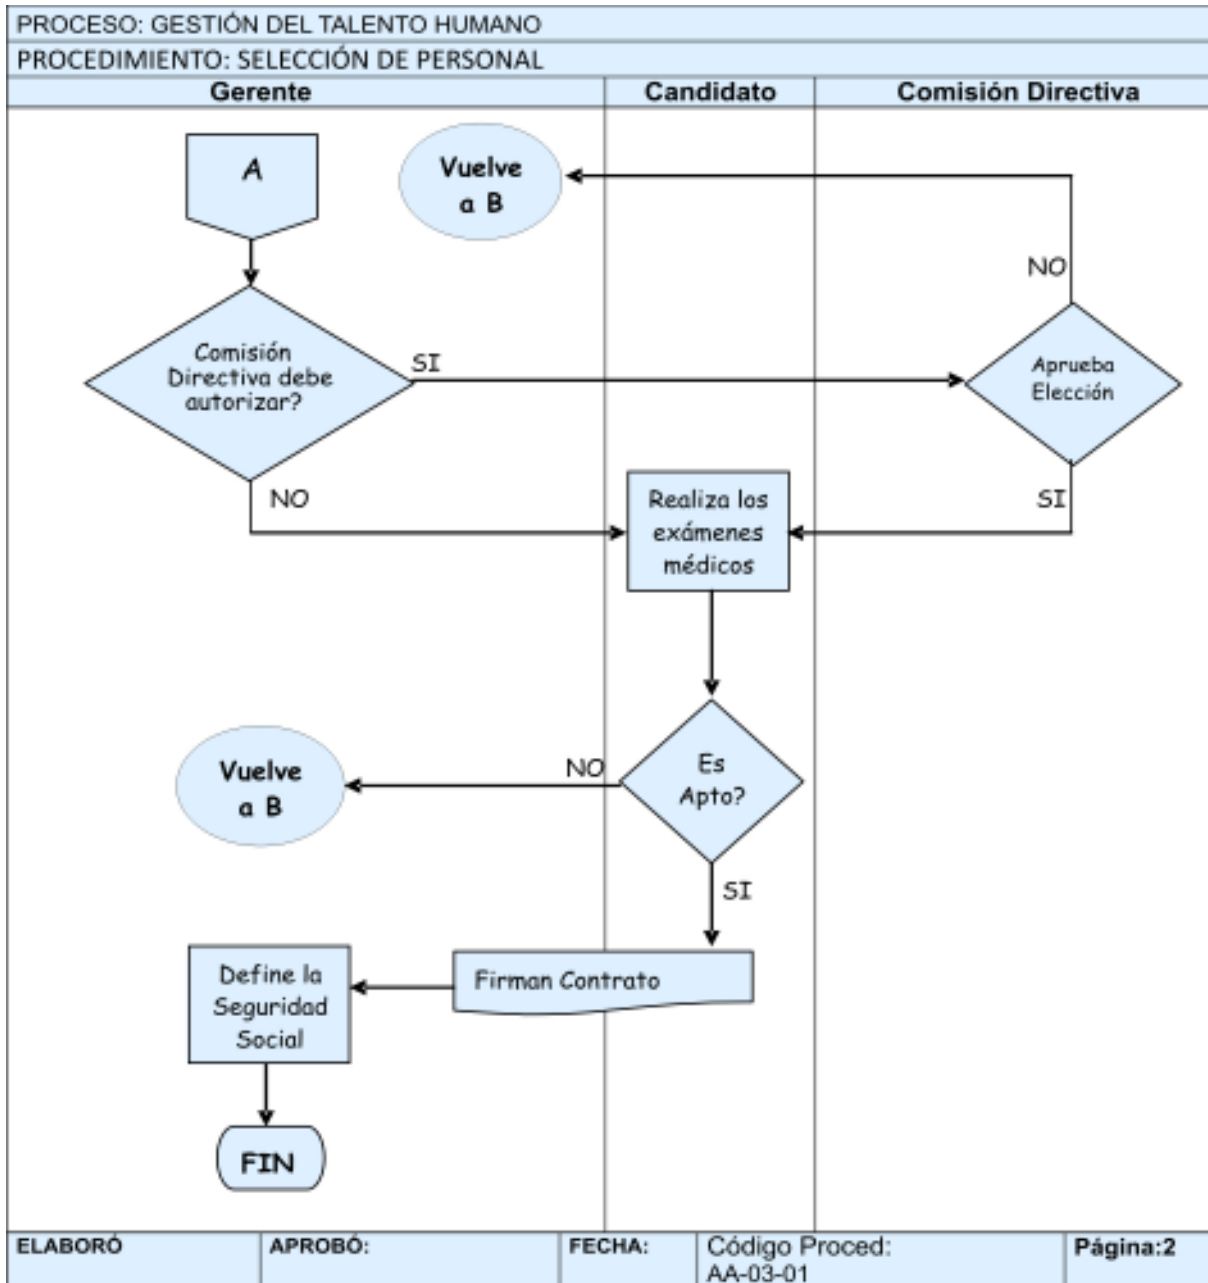 PROCESO: GESTIÓN DEL TALENTO HUMANO
PROCEDIMIENTO: SELECCIÓN DE PERSONAL
Gerente
Candidato
Comisión Directiva
A
Vuelve
a B
NO
Comisión
Directiva debe
autorizar?
SI
Aprueba
Elección
NO
Realiza los
exámenes
médicos
SI
Vuelve
a B
NO
Es
Apto?
SI
Define la
Seguridad
Social
Firman Contrato
FIN
ELABORÓ
APROBÓ:
FECHA:
Código Proced:
AA-03-01
Página:2